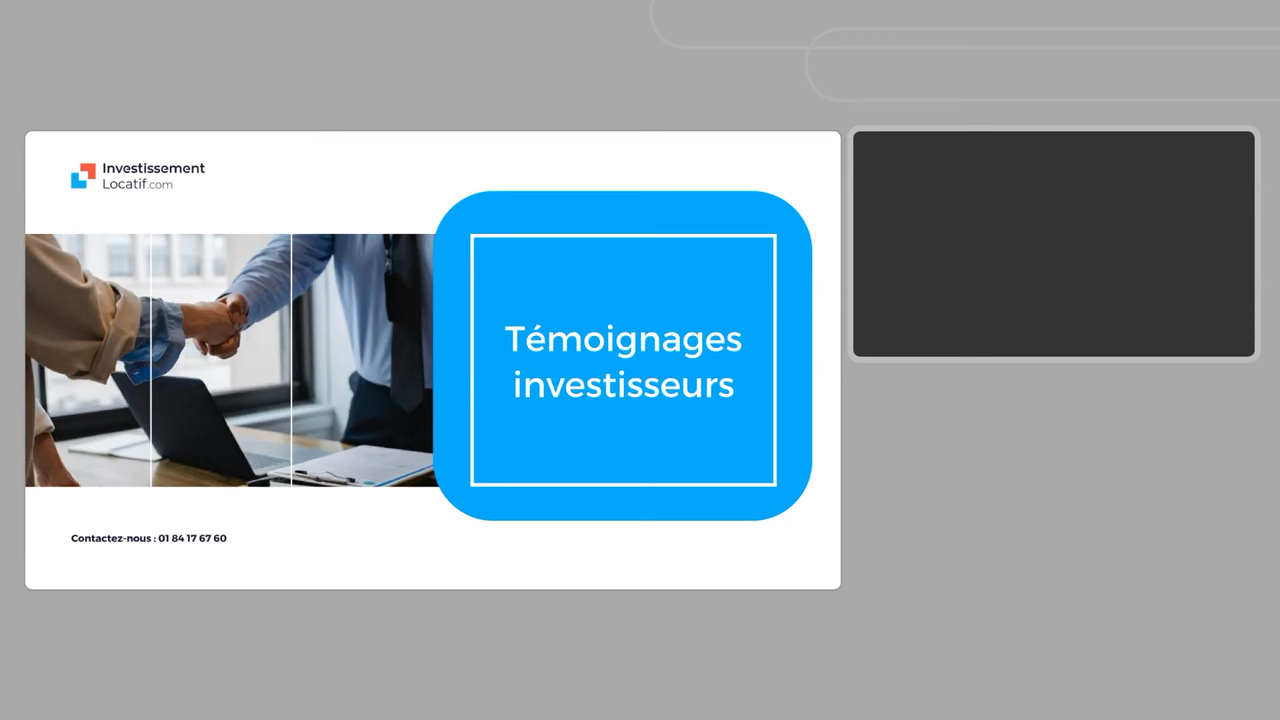 Investissement
Locatif.com
Témoignages
investisseurs
Contactez-nous : 01 84 17 67 60